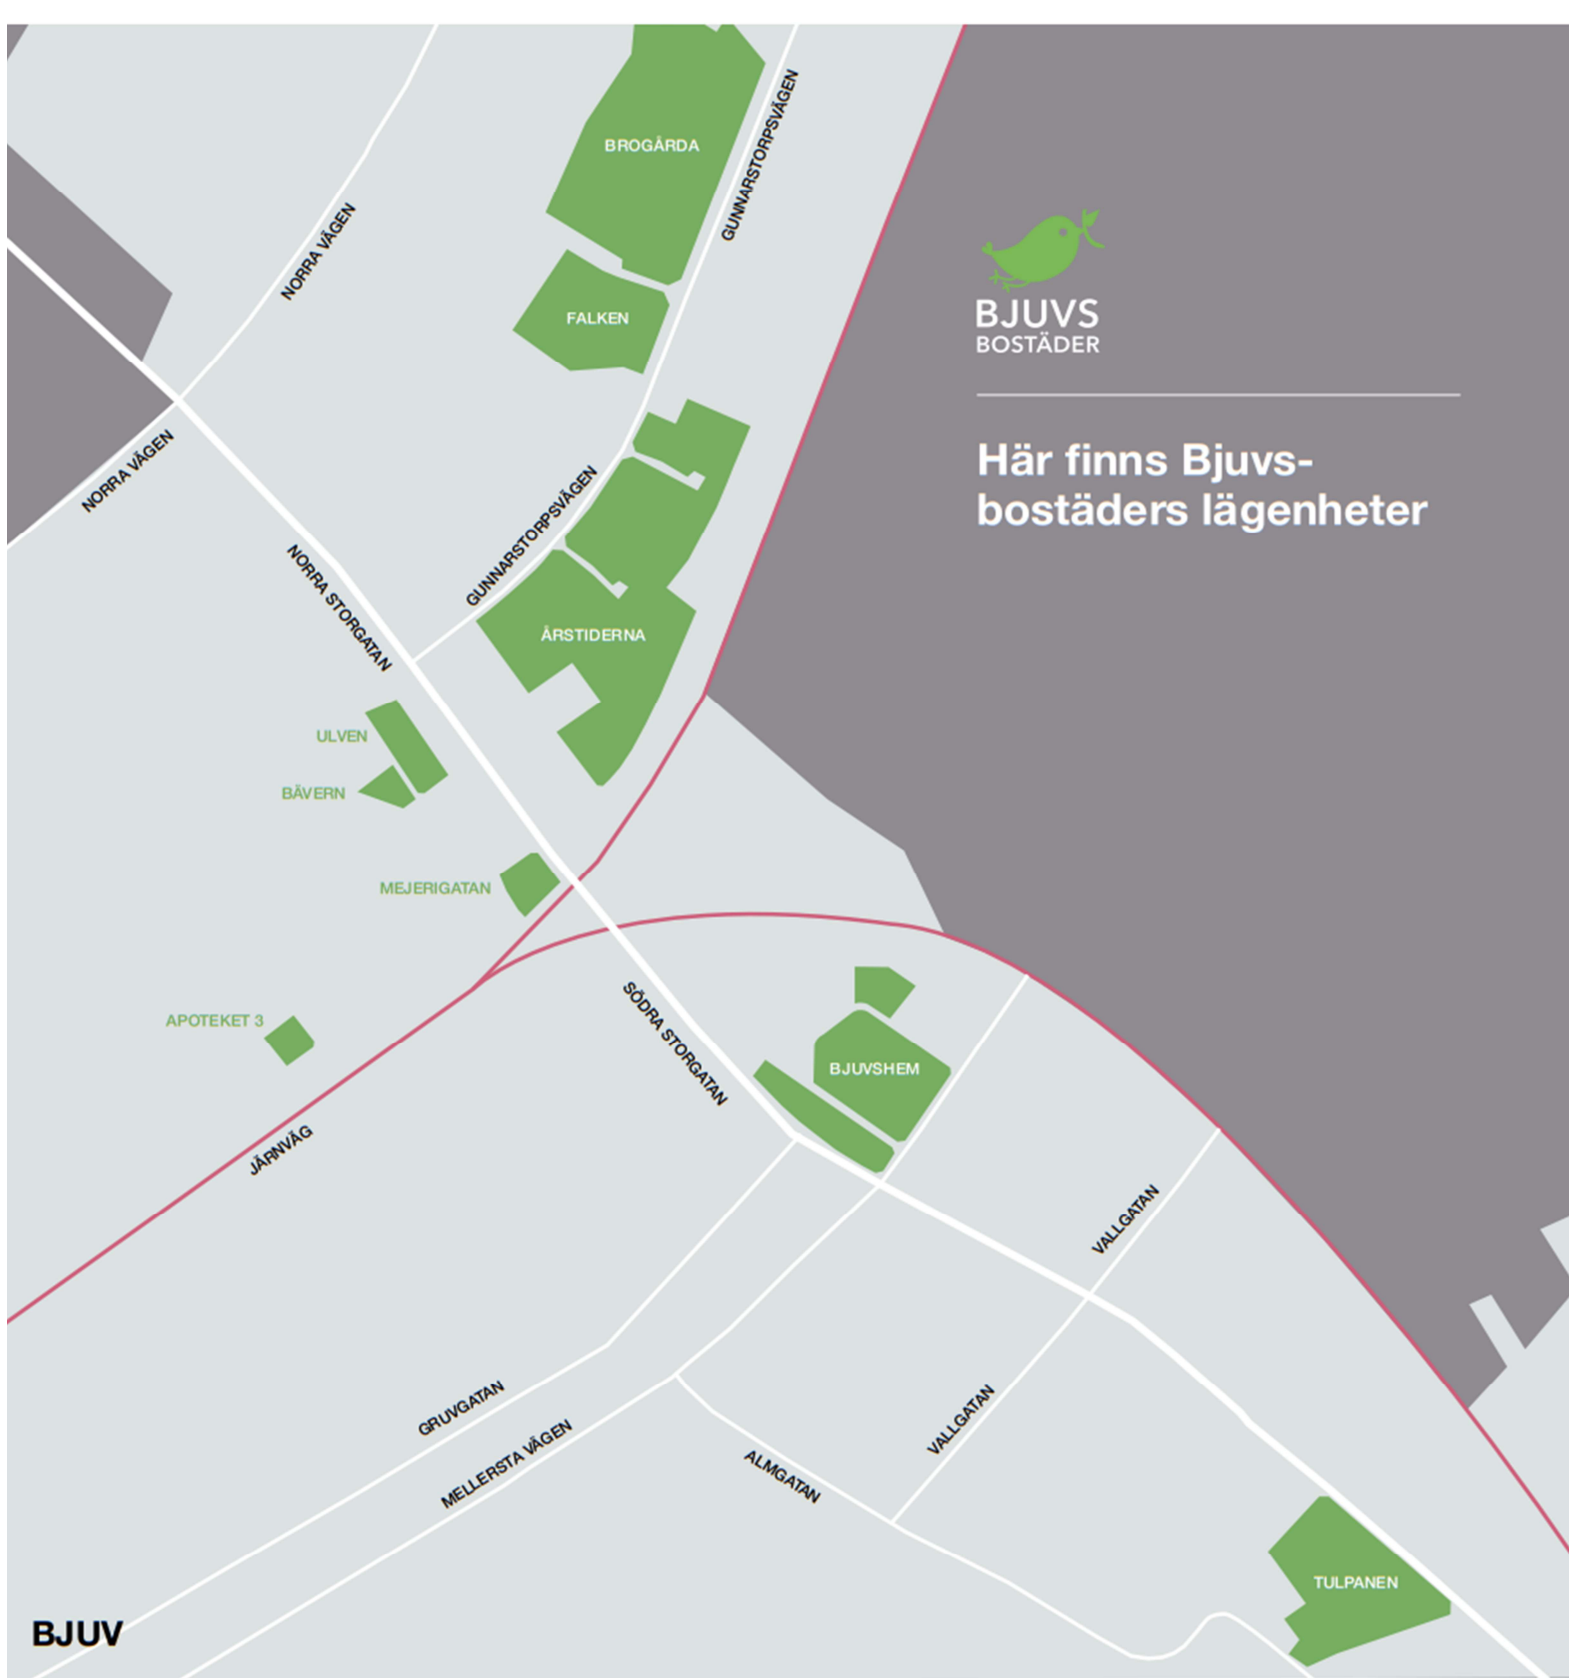 BROGÅRDA
GUNNARSTORPSVÄGEN
NORRA VÄGEN
FALKEN
BJUVS
BOSTÄDER
Här finns Bjuvs-
bostäders lägenheter
NORRA VÄGEN
GUNNARSTORPSVÄGEN
NORRA STORGATAN
ÅRSTIDERNA
ULVEN
BÄVERN
MEJERIGATAN
APOTEKET 3
SÖDRA STORGATAN
BJUVSHEM
JÄRNVÄG
VALLGATAN
GRUVGATAN
VALLGATAN
MELLERSTA VÄGEN
ALMGATAN
TULPANEN
BJUV